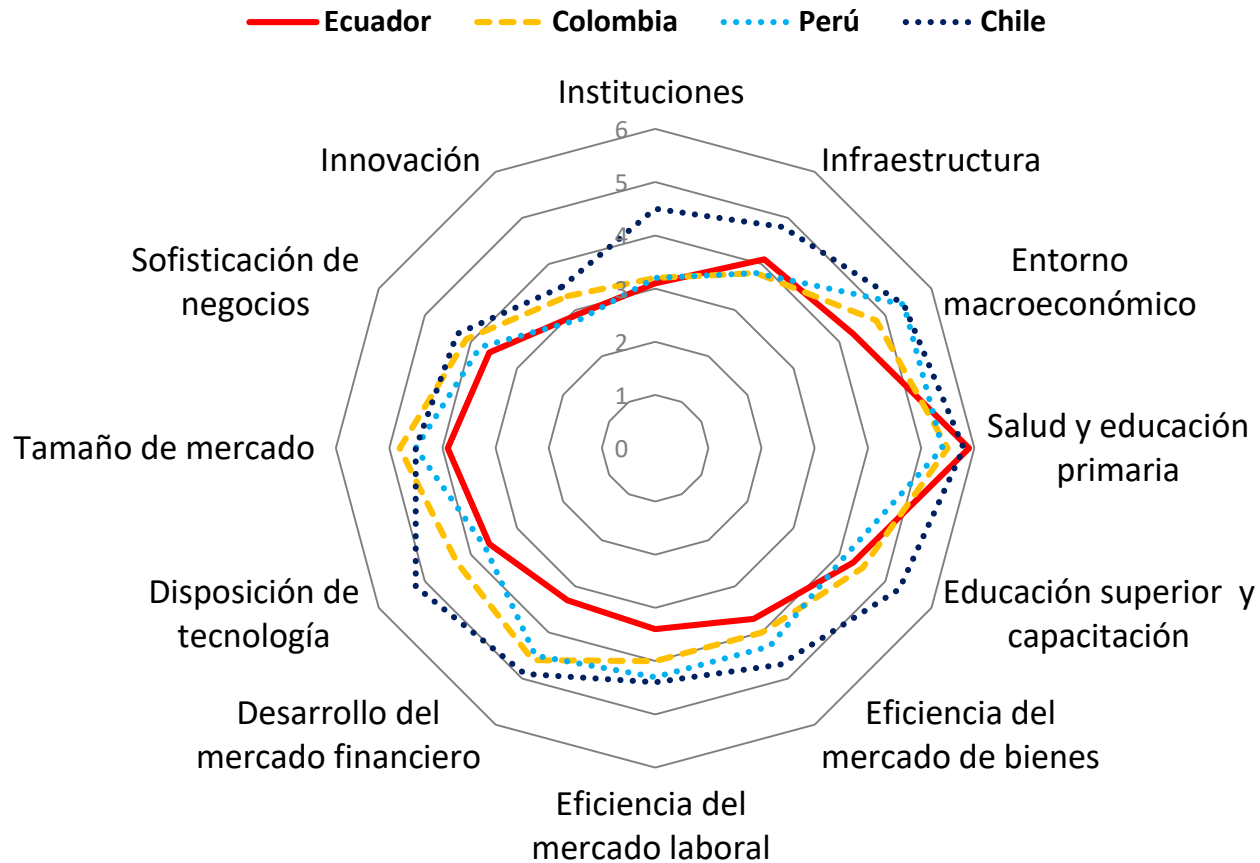 Ecuador Colombia Perú Chile
Instituciones
Infraestructura
Entorno
macroeconómico
Salud y educación
primaria
Educación superior y
capacitación
Eficiencia del
mercado de bienes
Eficiencia del
mercado laboral
Desarrollo del
mercado financiero
Disposición de
tecnología
Tamaño de mercado
Sofisticación de
negocios
Innovación
6
5
4
3
2
1
0